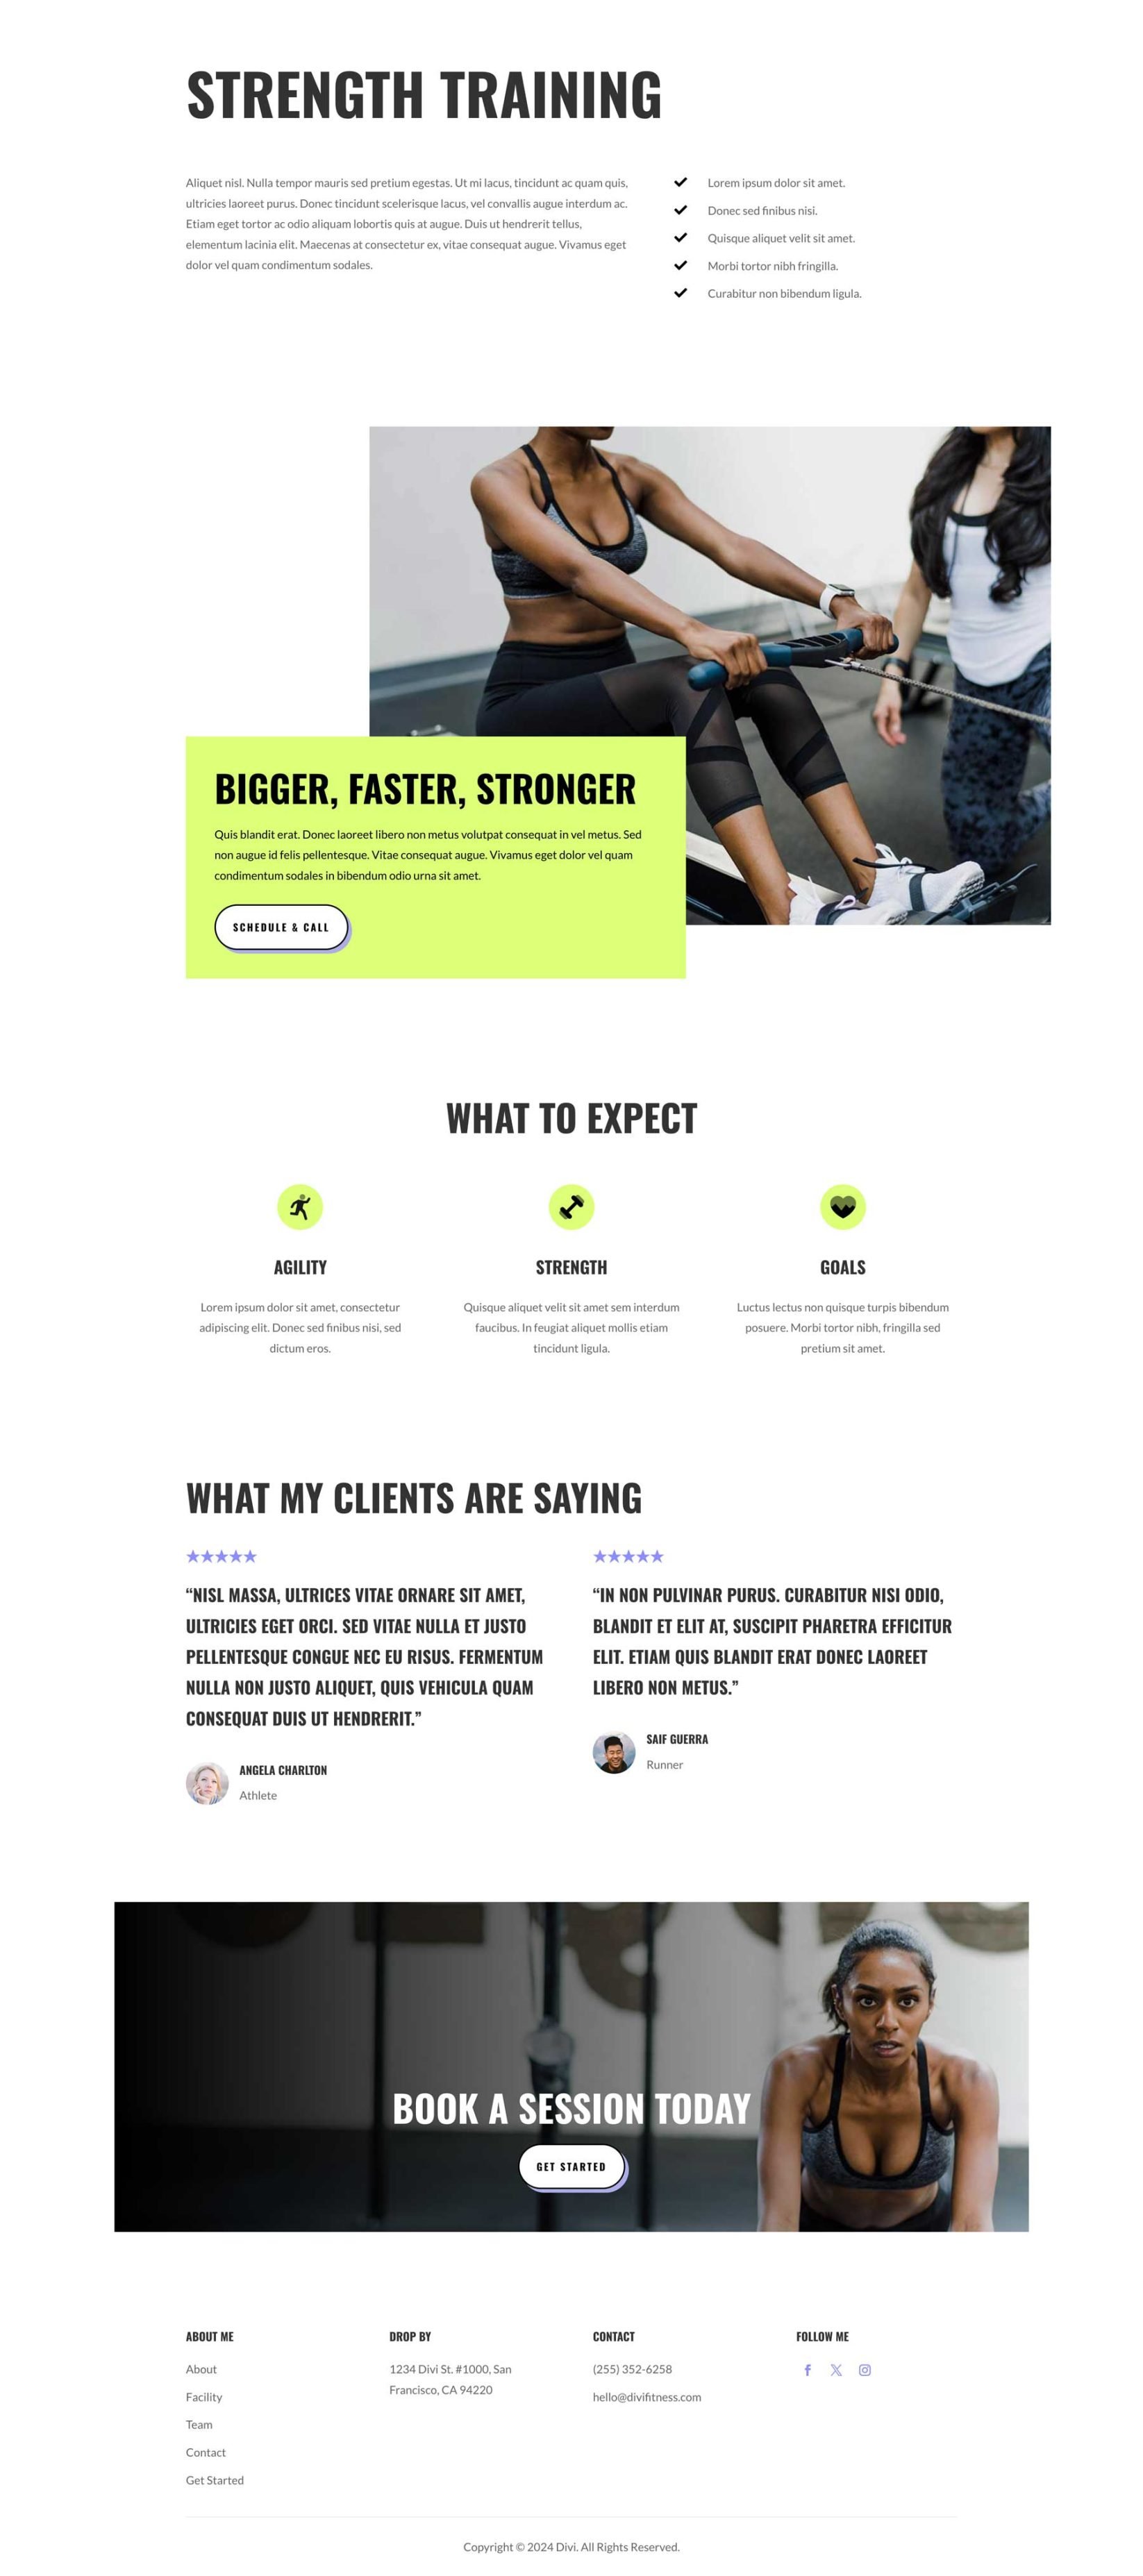 STRENGTH TRAINING
Aliquet nisl. Nulla tempor mauris sed pretium egestas. Ut mi lacus, tincidunt ac quam quis,
ultricies laoreet purus. Donec tincidunt scelerisque lacus, vel convallis augue interdum ac.
Etiam eget tortor ac odio aliquam lobortis quis at augue. Duis ut hendrerit tellus,
elementum lacinia elit. Maecenas at consectetur ex, vitae consequat augue. Vivamus eget
dolor vel quam condimentum sodales.
Lorem ipsum dolor sit amet.
Donec sed finibus nisi.
Quisque aliquet velit sit amet.
Morbi tortor nibh fringilla.
Curabitur non bibendum ligula.
BIGGER, FASTER, STRONGER
Quis blandit erat. Donec laoreet libero non metus volutpat consequat in vel metus. Sed
non augue id felis pellentesque. Vitae consequat augue. Vivamus eget dolor vel quam
condimentum sodales in bibendum odio urna sit amet.
SCHEDULE & CALL
WHAT TO EXPECT
AGILITY
Lorem ipsum dolor sit amet, consectetur
adipiscing elit. Donec sed finibus nisi, sed
dictum eros.
STRENGTH
Quisque aliquet velit sit amet sem interdum
faucibus. In feugiat aliquet mollis etiam
tincidunt ligula.
GOALS
Luctus lectus non quisque turpis bibendum
posuere. Morbi tortor nibh, fringilla sed
pretium sit amet.
WHAT MY CLIENTS ARE SAYING
“NISL MASSA, ULTRICES VITAE ORNARE SIT AMET,
ULTRICIES EGET ORCI. SED VITAE NULLA ET JUSTO
PELLENTESQUE CONGUE NEC EU RISUS. FERMENTUM
NULLA NON JUSTO ALIQUET, QUIS VEHICULA QUAM
CONSEQUAT DUIS UT HENDRERIT.”
ANGELA CHARLTON
Athlete
“IN NON PULVINAR PURUS. CURABITUR NISI ODIO,
BLANDIT ET ELIT AT, SUSCIPIT PHARETRA EFFICITUR
ELIT. ETIAM QUIS BLANDIT ERAT DONEC LAOREET
LIBERO NON METUS.”
SAIF GUERRA
Runner
BOOK A SESSION TODAY
GET STARTED
ABOUT ME
About
Facility
Team
Contact
Get Started
DROP BY
1234 Divi St. #1000, San
Francisco, CA 94220
CONTACT
(255) 352-6258
hello@divifitness.com
FOLLOW ME
Copyright © 2024 Divi. All Rights Reserved.